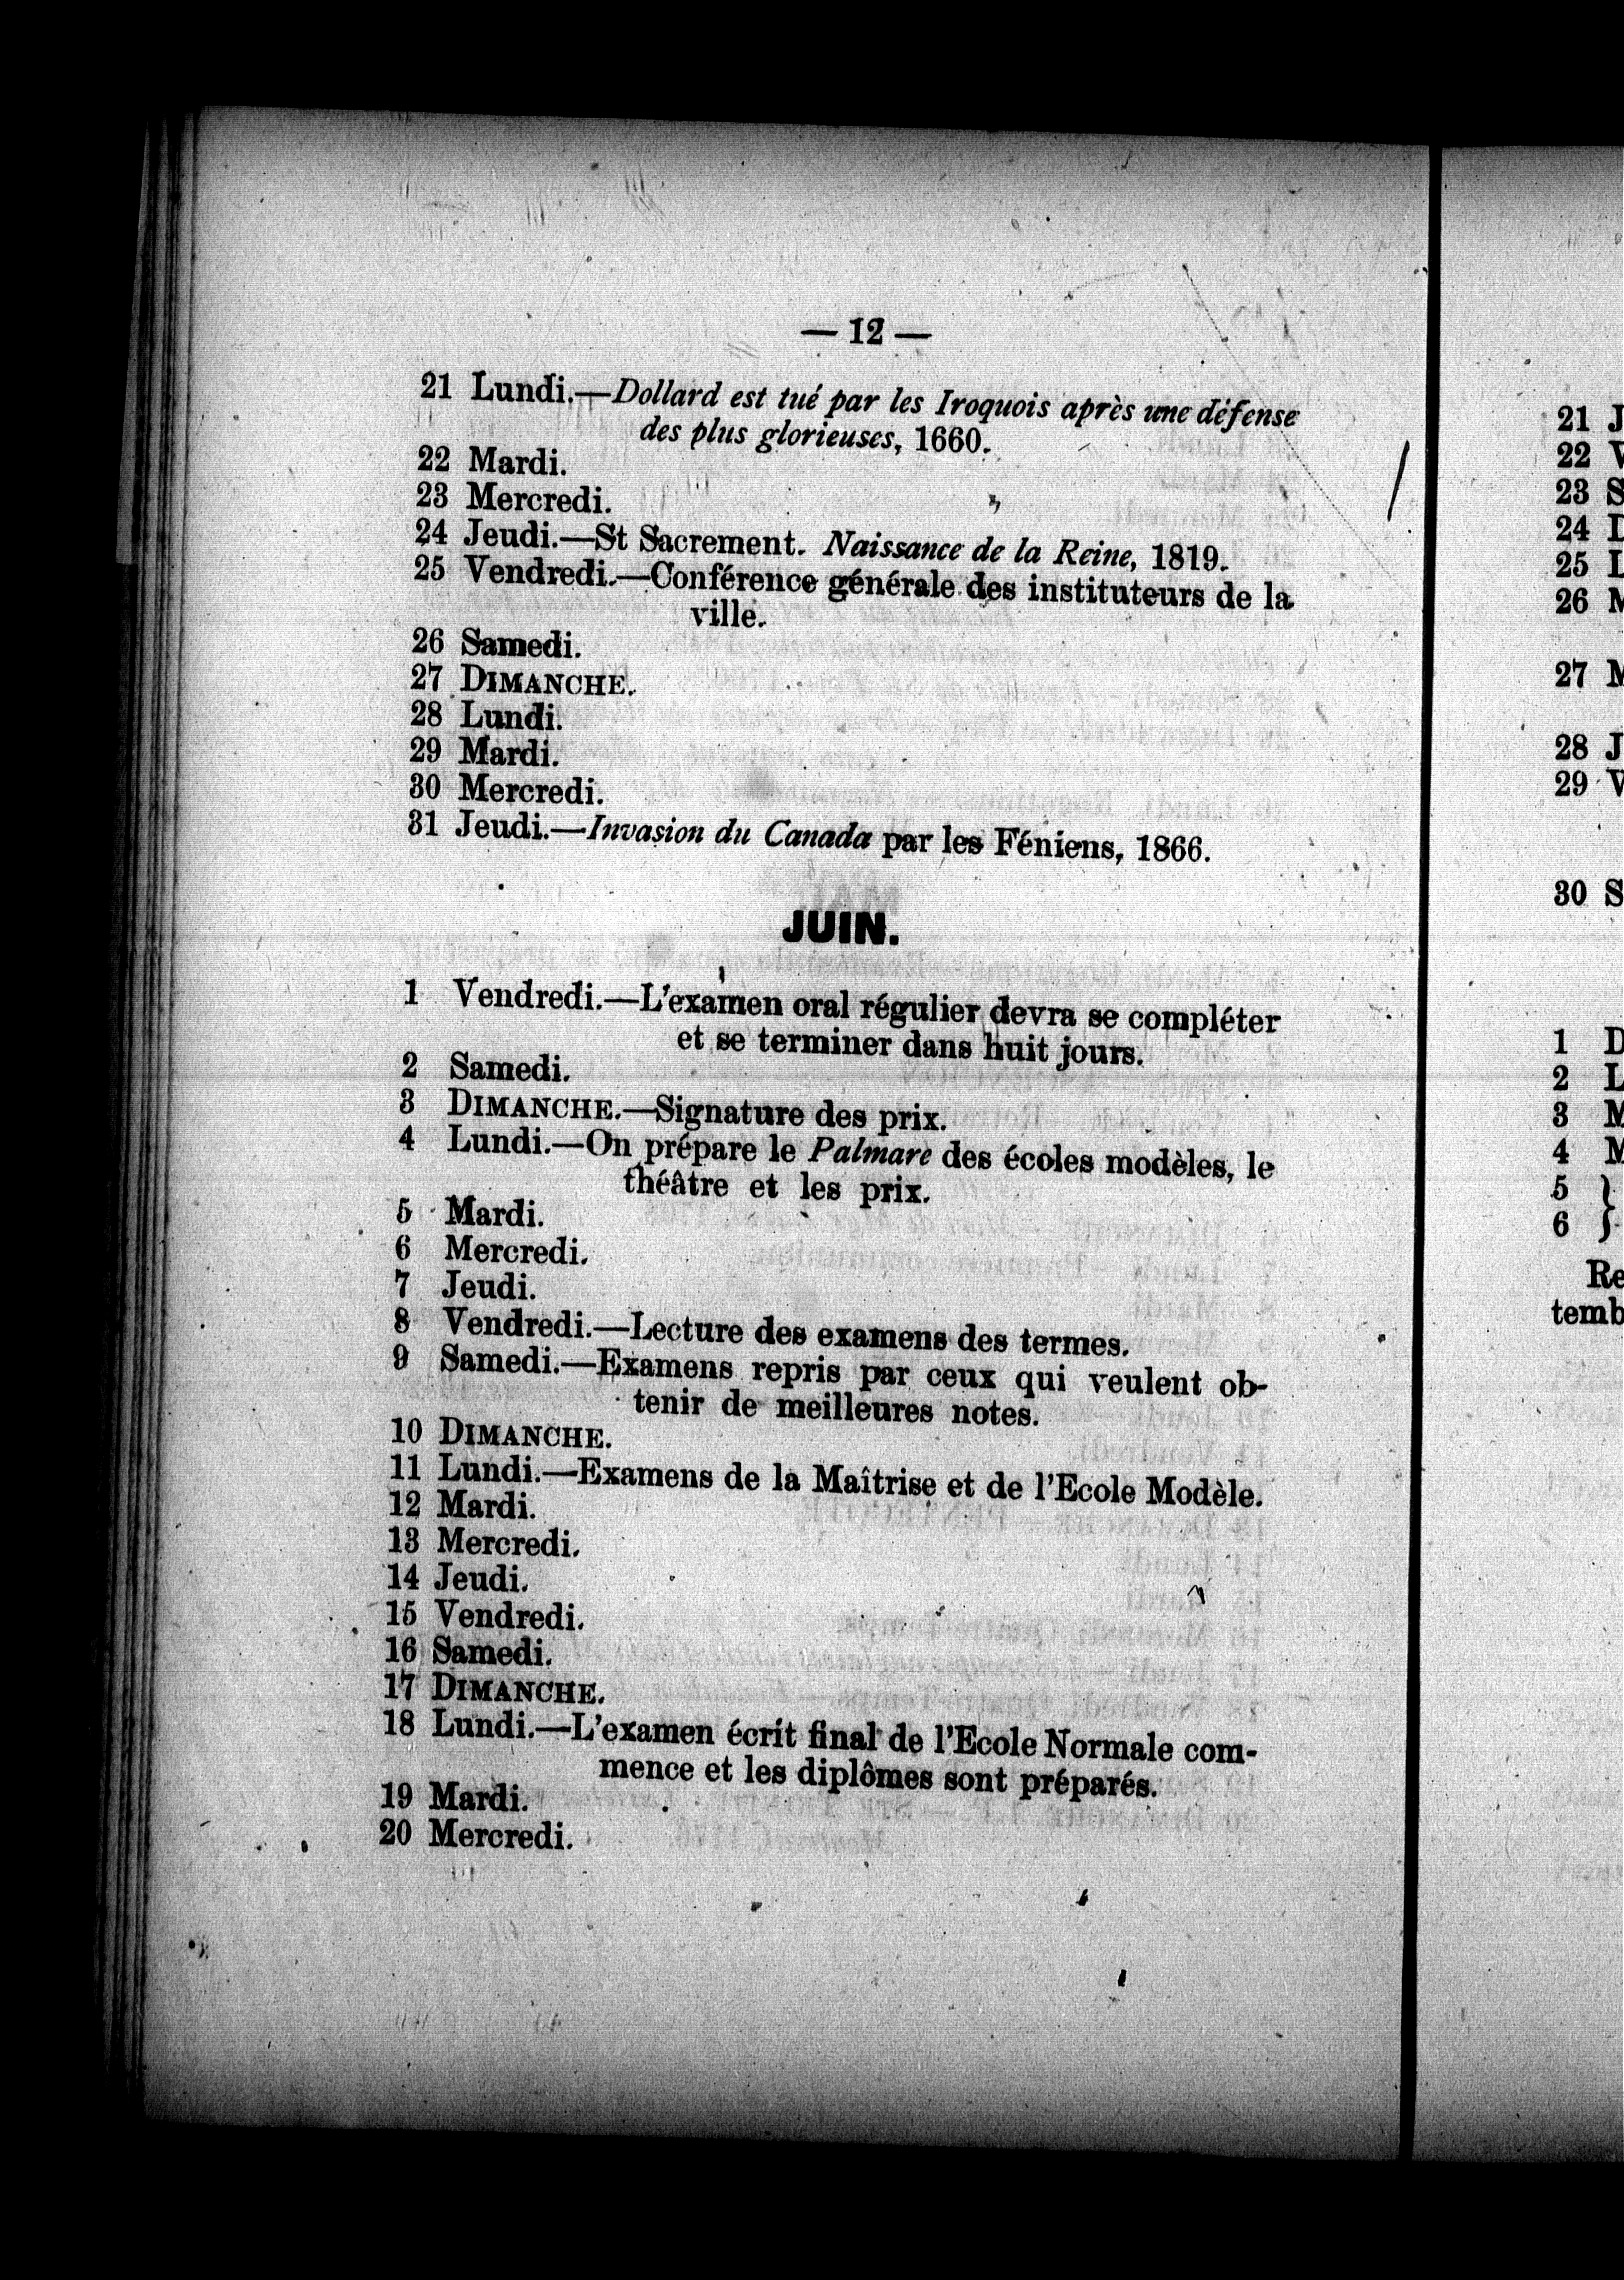 — 12 —
21 Lundi.—Dollard est tué par les Iroquois après une défense
des plus glorieuses, 1660.
22 Mardi.
23 Mercredi.
24 Jeudi.—St Sacrement. Naissance de la Reine, 1819.
25 Vendredi.—Conférence générale des instituteurs de la
ville.
26 Samedi.
27 DIMANCHE.
28 Lundi.
29 Mardi.
30 Mercredi.
31 Jeudi.—Invasion du Canada par les Féniens, 1866.
JUIN.
1 Vendredi.—L'examen oral régulier devra se compléter
et se terminer dans huit jours.
2 Samedi.
3 DIMANCHE.—Signature des prix.
4 Lundi.—On prépare le Palmare des écoles modèles, le
théâtre et les prix.
5 Mardi.
6 Mercredi.
7 Jeudi.
8 Vendredi.—Lecture des examens des termes.
9 Samedi.—Examens repris par ceux qui veulent ob-
tenir de meilleures notes.
10 DIMANCHE.
11 Lundi.—Examens de la Maîtrise et de l'Ecole Modèle.
12 Mardi.
13 Mercredi.
14 Jeudi.
15 Vendredi.
16 Samedi.
17 DIMANCHE.
18 Lundi.—L'examen écrit final de l'Ecole Normale com-
mence et les diplômes sont préparés.
19 Mardi.
20 Mercredi.
21 J
22 V
23 S
24 D
25 L
26 M
27 M
28 J
29 V
30 S
1 D
2 L
3 M
4 M
5 }
6
Re
temb